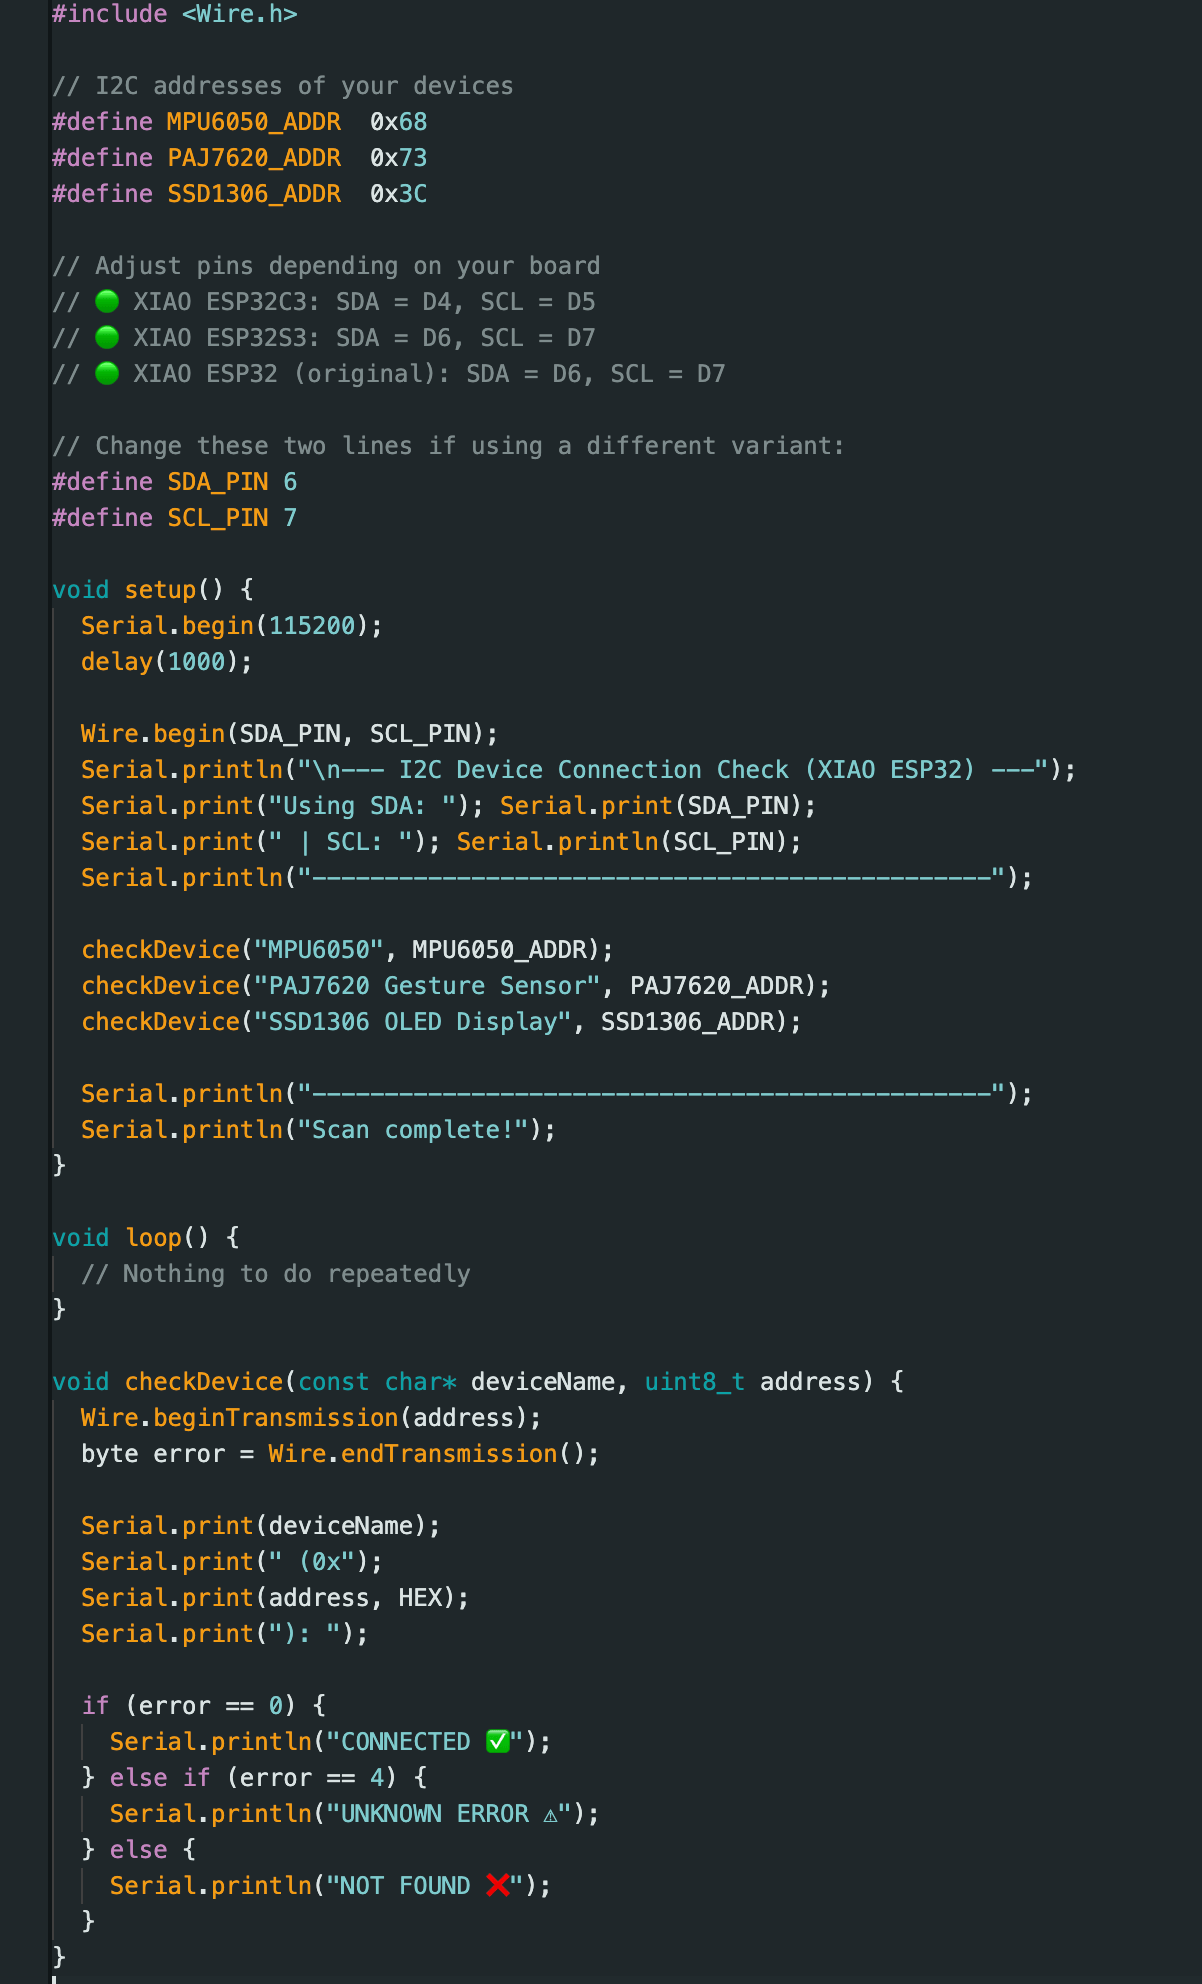 #include <Wire.h>

// I2C addresses of your devices
#define MPU6050_ADDR  0x68
#define PAJ7620_ADDR  0x73
#define SSD1306_ADDR  0x3C

// Adjust pins depending on your board
// 🟢 XIAO ESP32C3: SDA = D4, SCL = D5
// 🟢 XIAO ESP32S3: SDA = D6, SCL = D7
// 🟢 XIAO ESP32 (original): SDA = D6, SCL = D7

// Change these two lines if using a different variant:
#define SDA_PIN 6
#define SCL_PIN 7

void setup() {
  Serial.begin(115200);
  delay(1000);

  Wire.begin(SDA_PIN, SCL_PIN);
  Serial.println("\n--- I2C Device Connection Check (XIAO ESP32) ---");
  Serial.print("Using SDA: "); Serial.print(SDA_PIN);
  Serial.print(" | SCL: "); Serial.println(SCL_PIN);
  Serial.println("-----------------------------------------------");

  checkDevice("MPU6050", MPU6050_ADDR);
  checkDevice("PAJ7620 Gesture Sensor", PAJ7620_ADDR);
  checkDevice("SSD1306 OLED Display", SSD1306_ADDR);

  Serial.println("-----------------------------------------------");
  Serial.println("Scan complete!");
}

void loop() {
  // Nothing to do repeatedly
}

void checkDevice(const char* deviceName, uint8_t address) {
  Wire.beginTransmission(address);
  byte error = Wire.endTransmission();

  Serial.print(deviceName);
  Serial.print(" (0x");
  Serial.print(address, HEX);
  Serial.print("): ");

  if (error == 0) {
    Serial.println("CONNECTED ✅");
  } else if (error == 4) {
    Serial.println("UNKNOWN ERROR ⚠");
  } else {
    Serial.println("NOT FOUND ❌");
  }
}